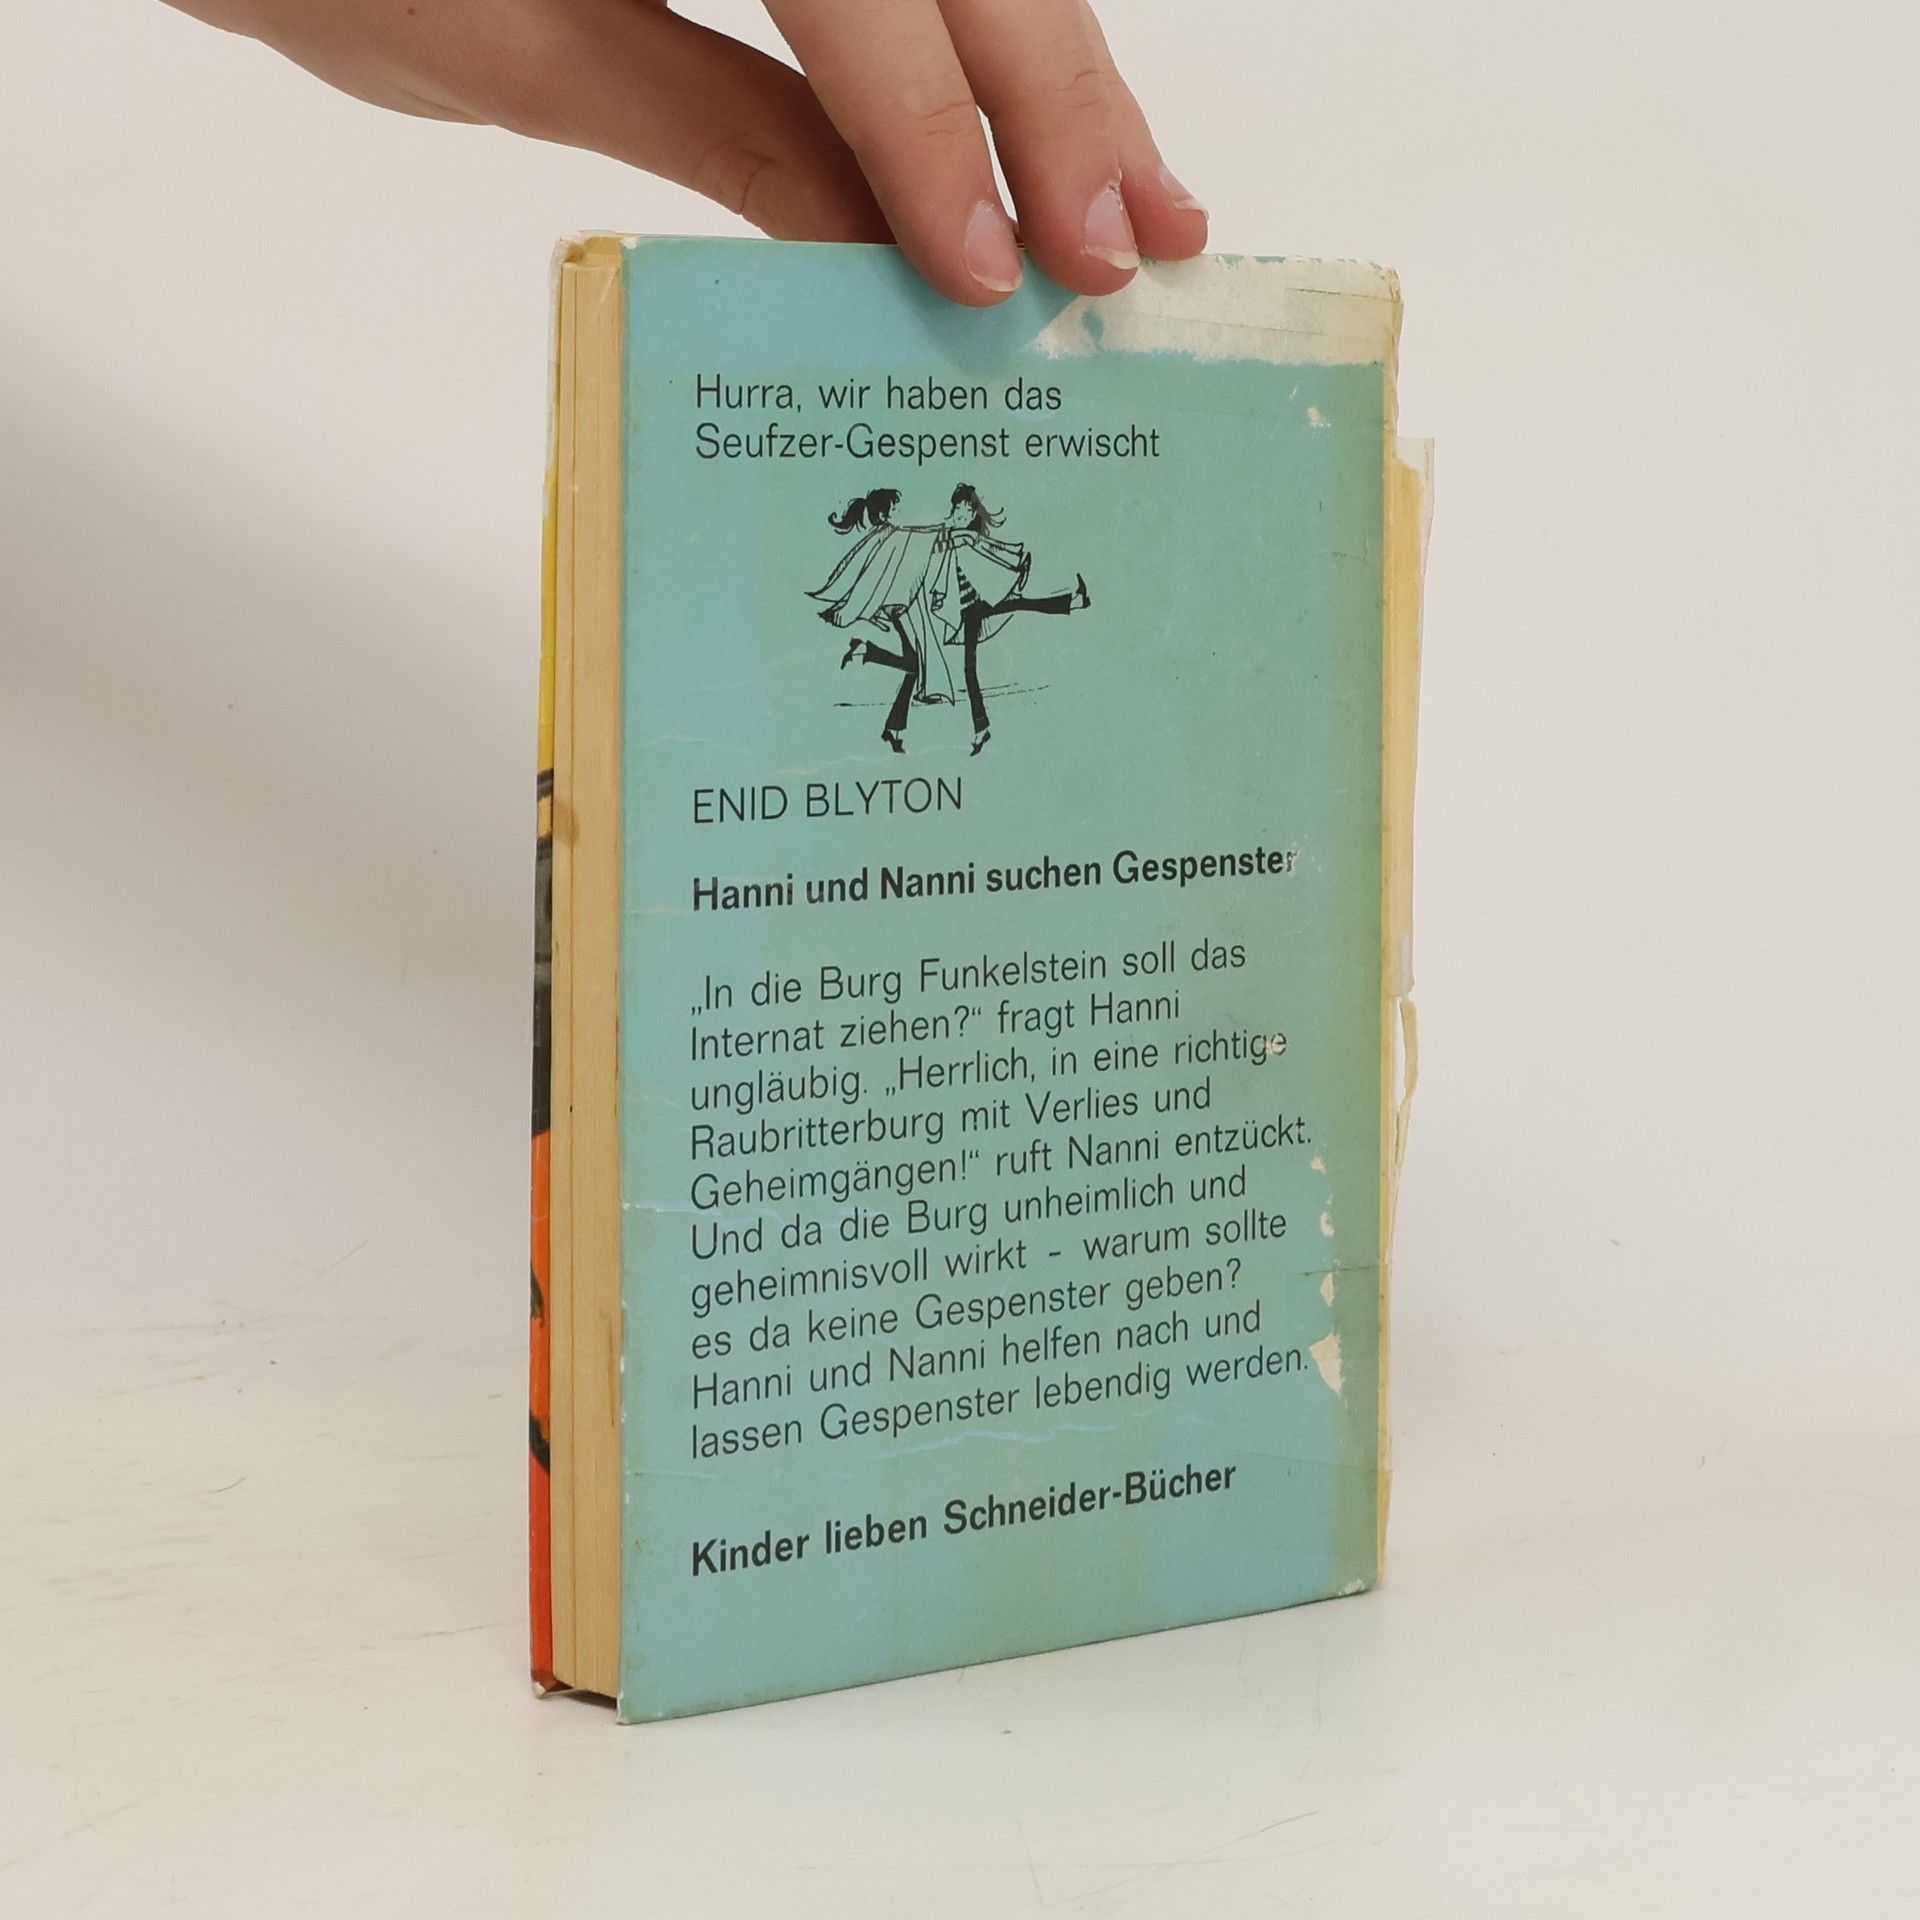 Hurra, wir haben das
Seufzer-Gespenst erwischt
ENID BLYTON
Hanni und Nanni suchen Gespenster
„In die Burg Funkelstein soll das
Internat ziehen?“ fragt Hanni
ungläubig. „Herrlich, in eine richtige
Raubritterburg mit Verlies und
Geheimgängen!“ ruft Nanni entzückt.
Und da die Burg unheimlich und
geheimnisvoll wirkt - warum sollte
es da keine Gespenster geben?
Hanni und Nanni helfen nach und
lassen Gespenster lebendig werden.
Kinder lieben Schneider-Bücher